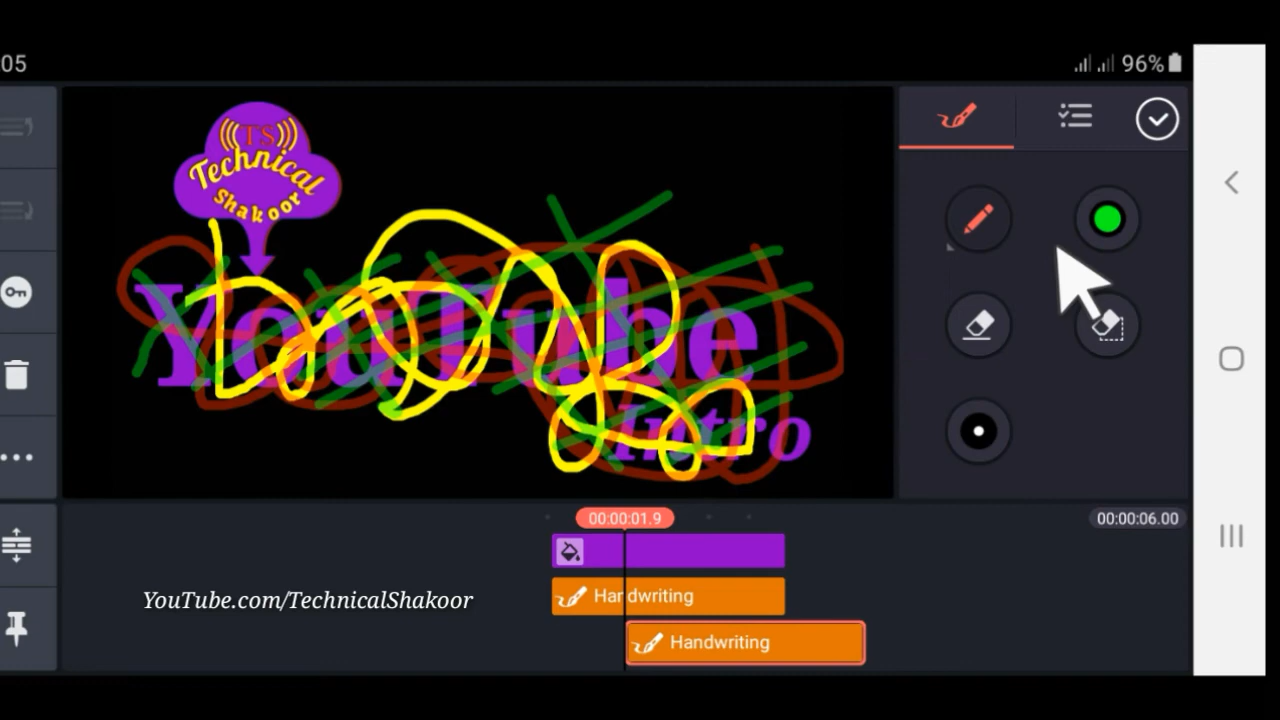 05
96%
TS
Technical
Shakoor
YouTube
Intro
00:00:01.9
00:00:06.00
Handwriting
YouTube.com/TechnicalShakoor
Handwriting